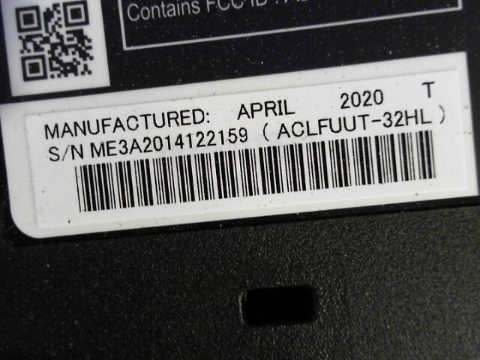 Contains FCC ID : A
MANUFACTURED: APRIL 2020 T
S/N ME3A2014122159 ( ACLFUUT-32HL )